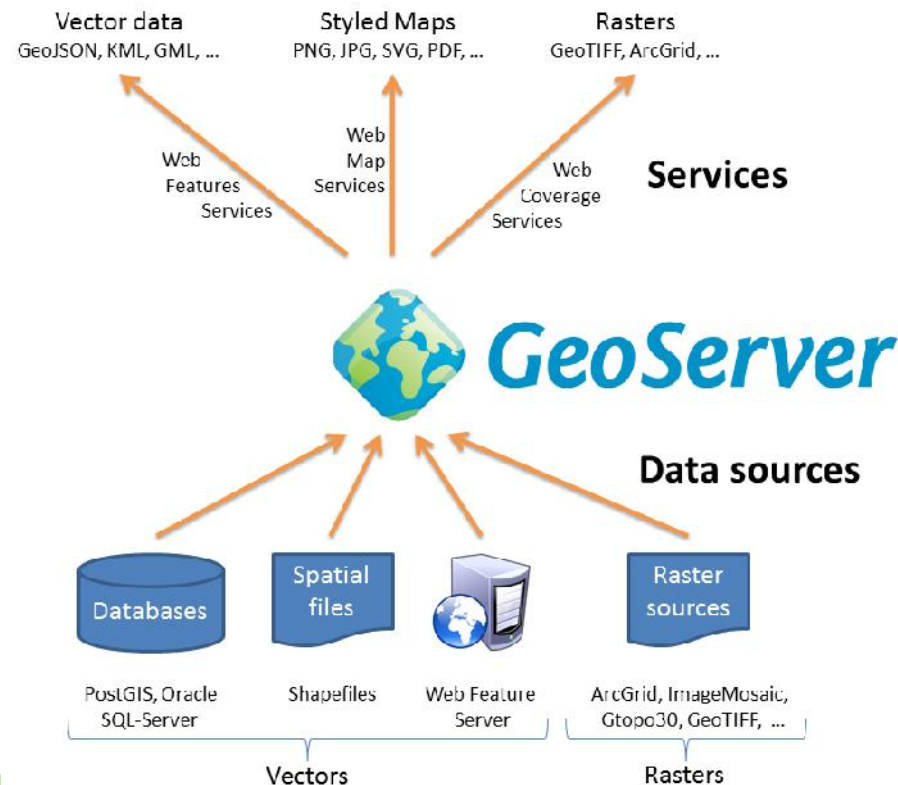 Vector data
GeoJSON, KML, GML, ...
Styled Maps
PNG, JPG, SVG, PDF, ...
Rasters
GeoTIFF, ArcGrid, ...
Web
Features
Services
Web
Map
Services
Web
Coverage
Services
Services
GeoServer
Data sources
Databases
Spatial
files
Raster
sources
PostGIS, Oracle
SQL-Server
Shapefiles
Web Feature
Server
ArcGrid, ImageMosaic,
Gtopo30, GeoTIFF, ...
Vectors
Rasters